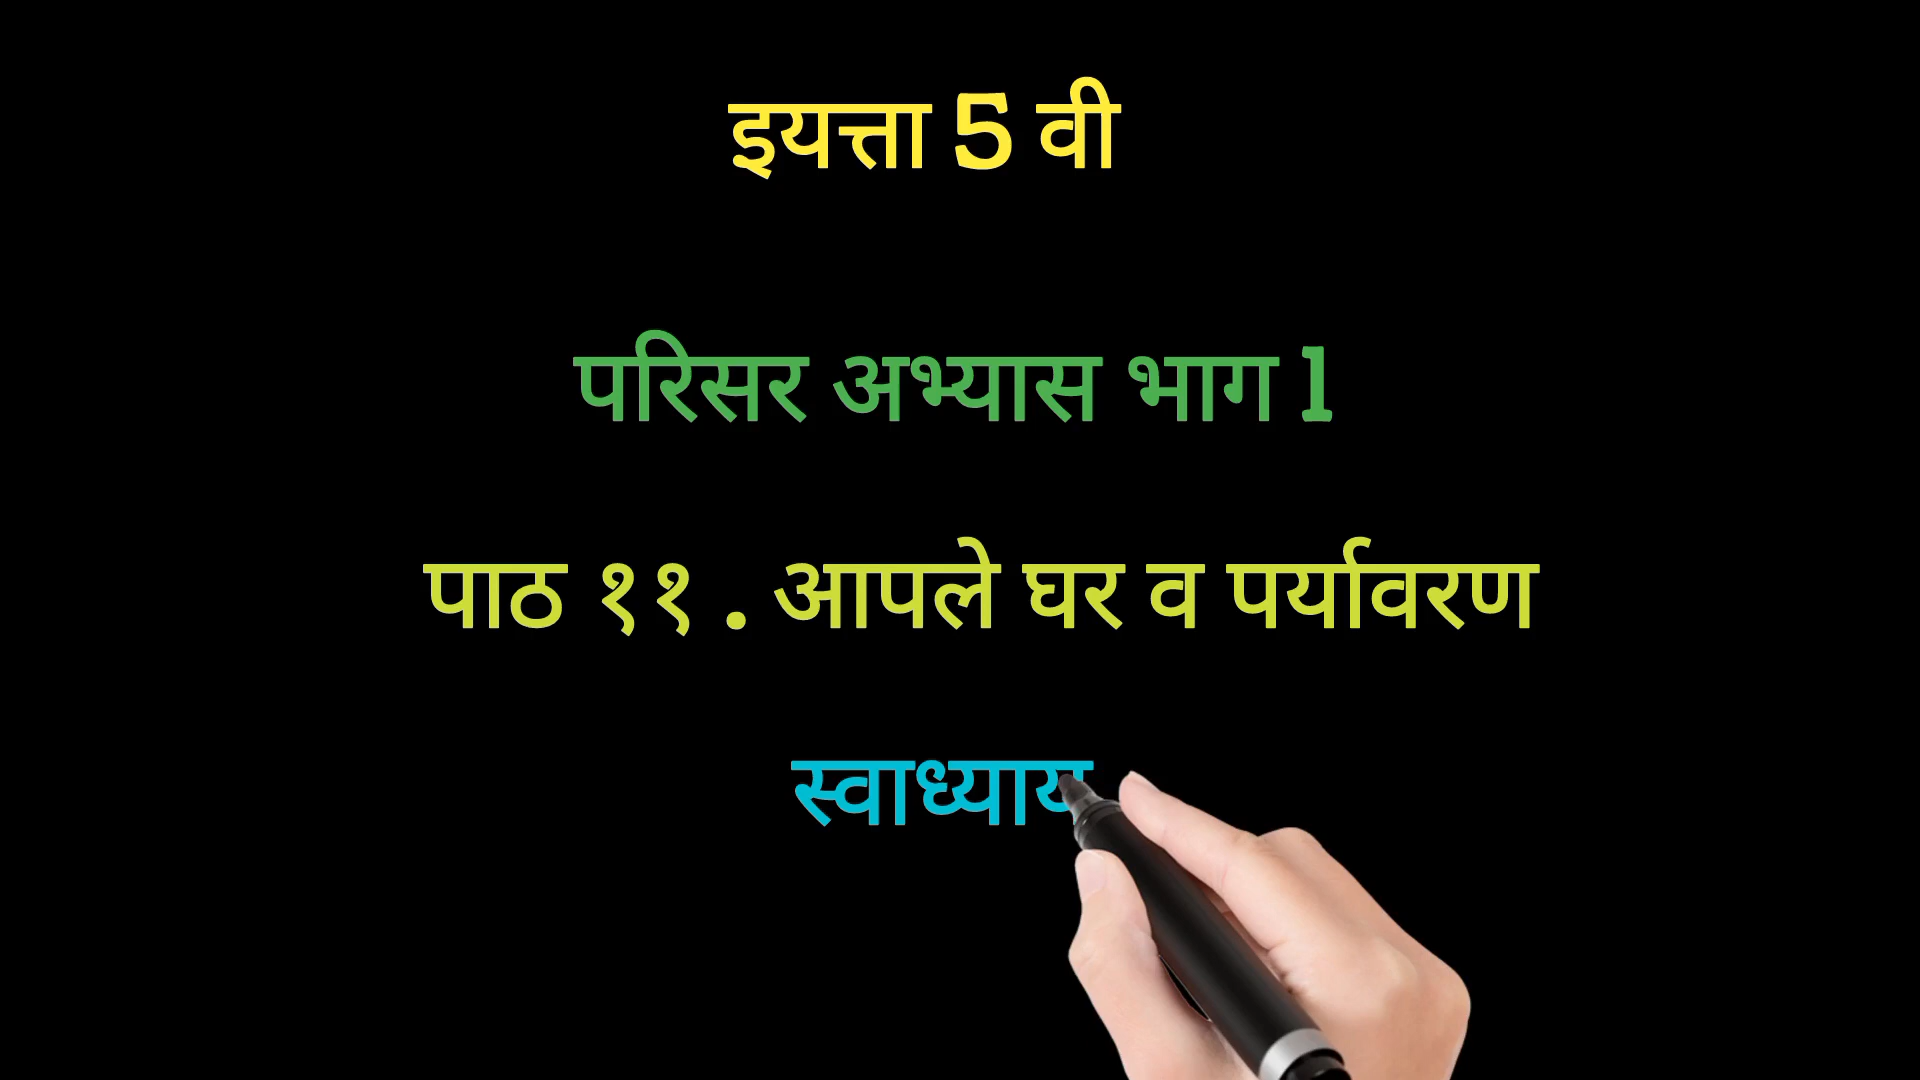 इयत्ता 5 वी
परिसर अभ्यास भाग 1
पाठ ११ . आपले घर व पर्यावरण
स्वाध्याय